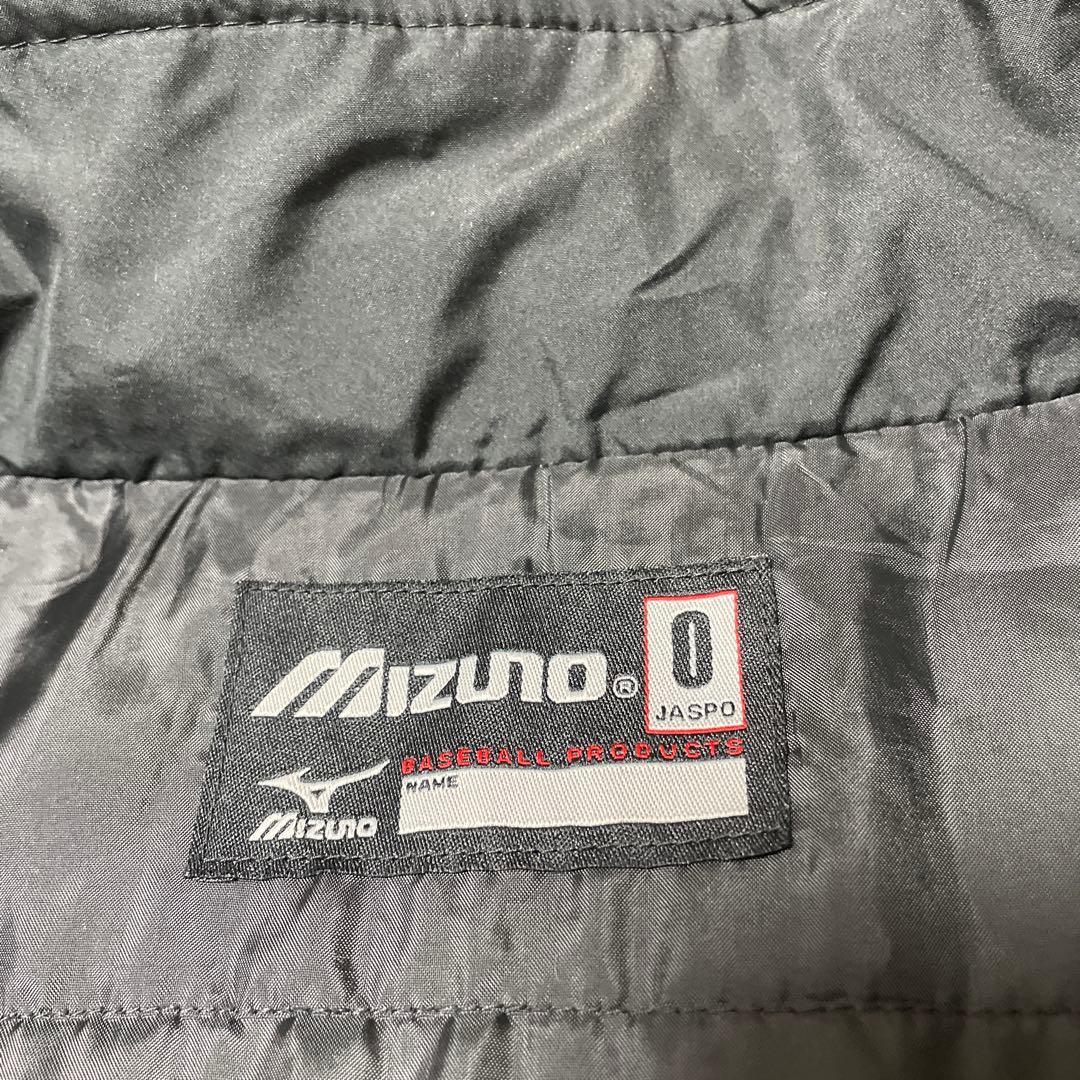 MIZUNO®
O
JASPO
BASEBALL PRODUCTS
NAME
MIZUNO